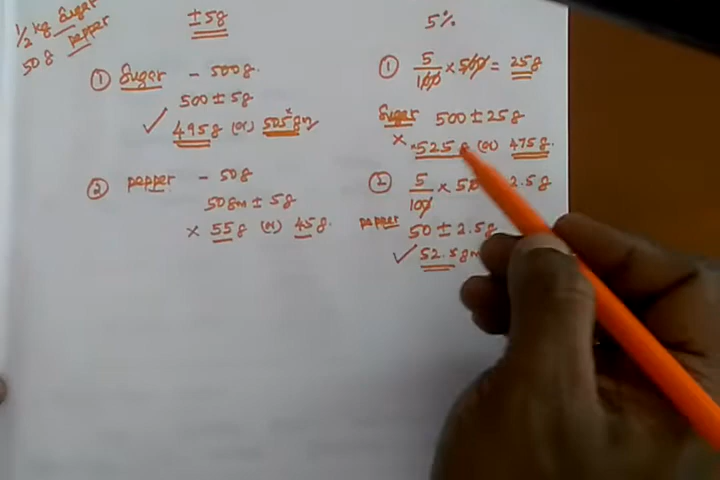 1/2 kg Sugar
50g pepper
±5g
① Sugar - 500g.
500 ± 5g
✓ 495g (or) 505gm
② pepper - 50g
50gm ± 5g
× 55g (or) 45g.
5%
① 5/100 × 500 = 25g
Sugar 500 ± 25g
× 525g (or) 475g.
② 5/100 × 2.5g
pepper 50 ± 2.5g
✓ 52.5gm